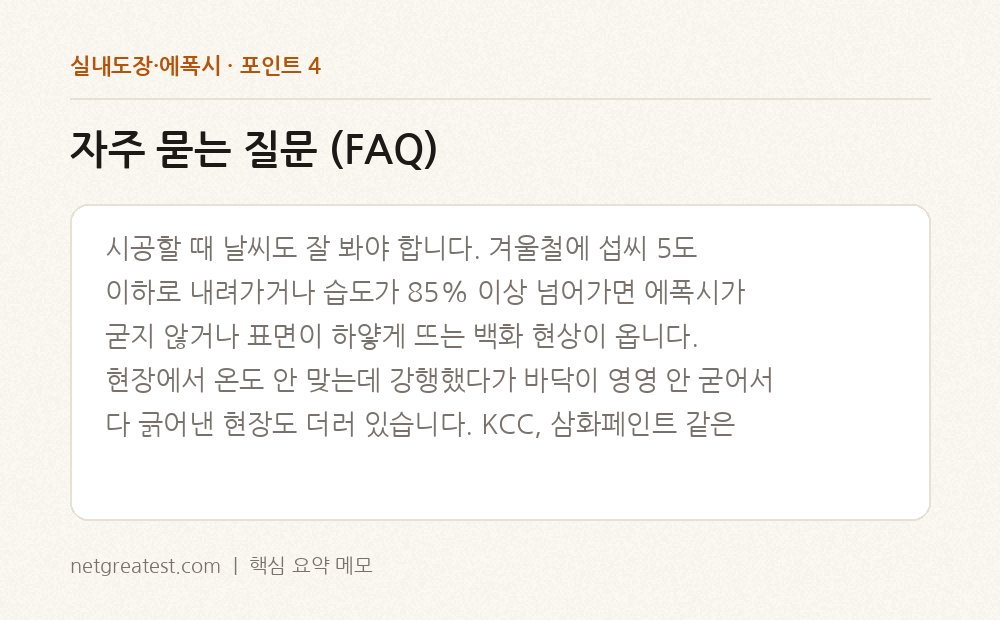 실내도장·에폭시 · 포인트 4
자주 묻는 질문 (FAQ)
시공할 때 날씨도 잘 봐야 합니다. 겨울철에 섭씨 5도
이하로 내려가거나 습도가 85% 이상 넘어가면 에폭시가
굳지 않거나 표면이 하얗게 뜨는 백화 현상이 옵니다.
현장에서 온도 안 맞는데 강행했다가 바닥이 영영 안 굳어서
다 긁어낸 현장도 더러 있습니다. KCC, 삼화페인트 같은
netgreatest.com | 핵심 요약 메모